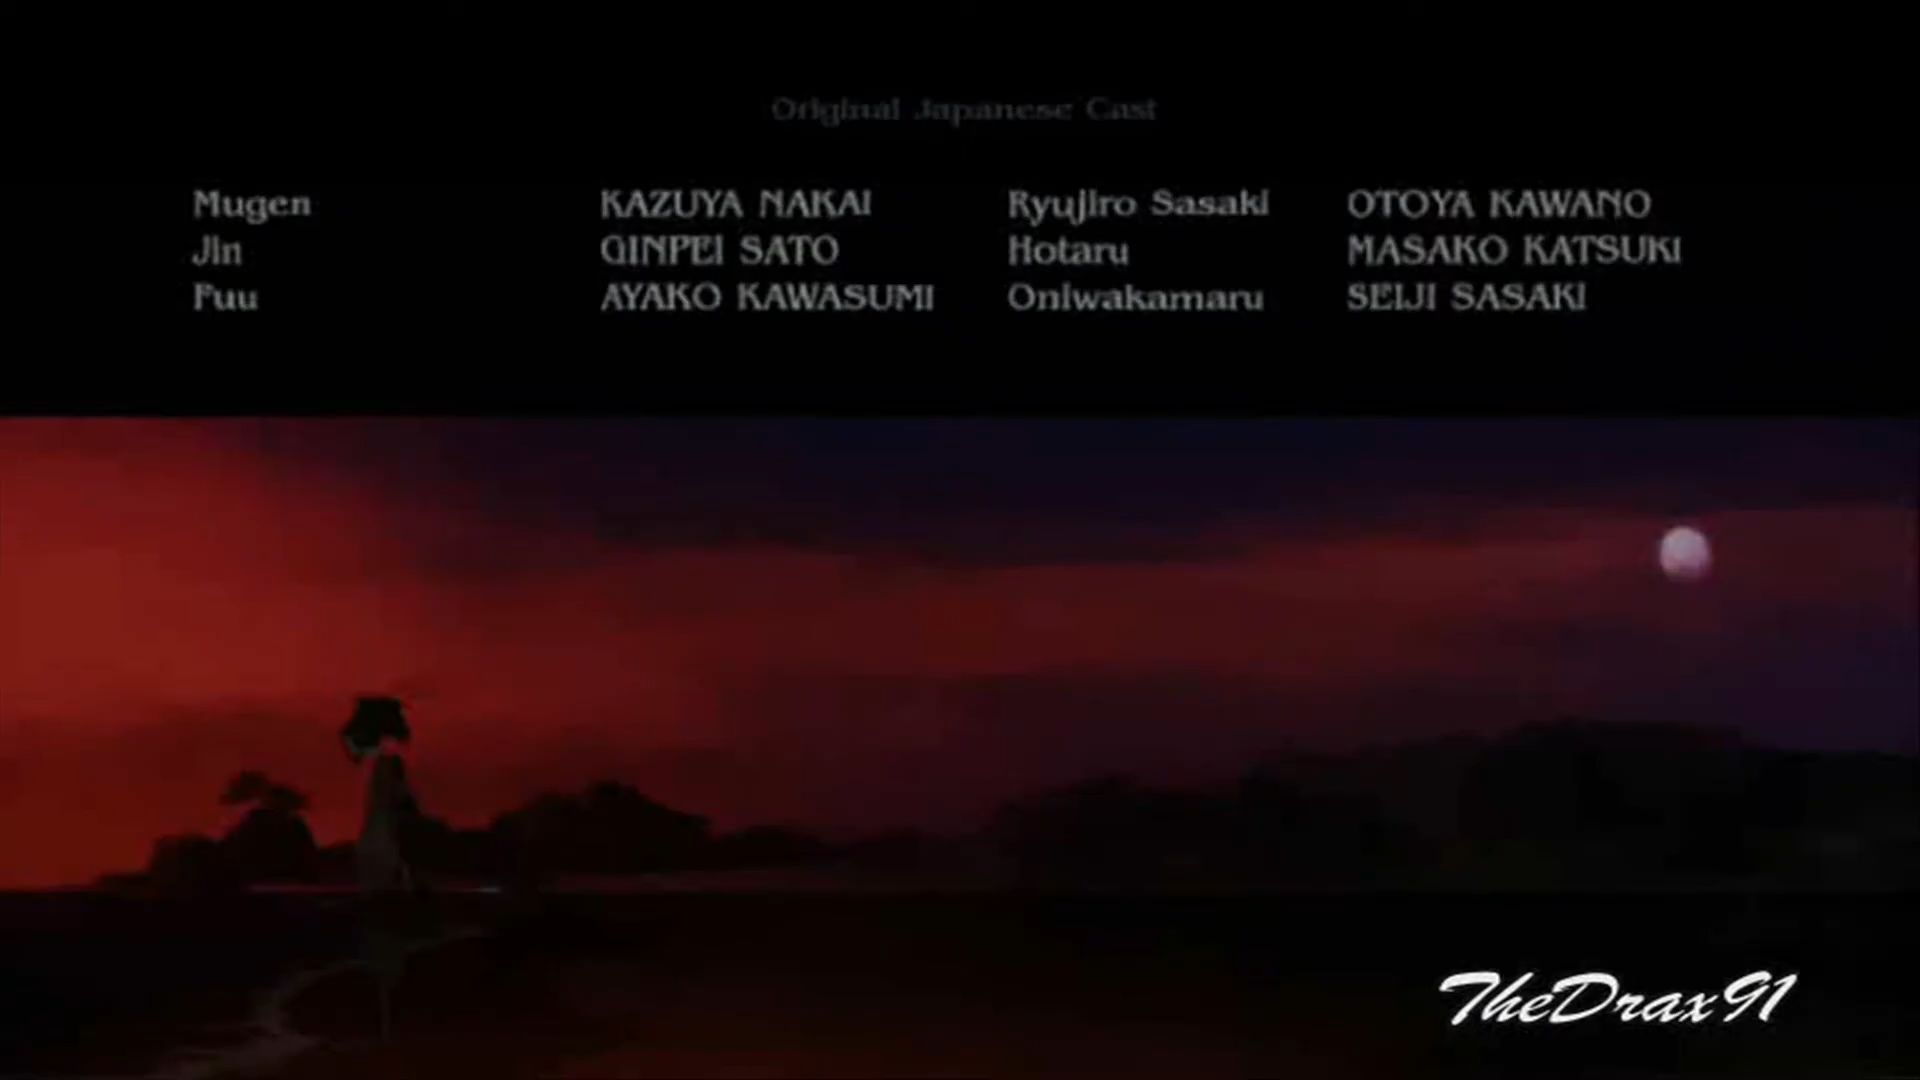 Original Japanese Cast
Mugen KAZUYA NAKAI Ryujiro Sasaki OTOYA KAWANO
Jin GINPEI SATO Hotaru MASAKO KATSUKI
Fuu AYAKO KAWASUMI Oniwakamaru SEIJI SASAKI
TheDrax91